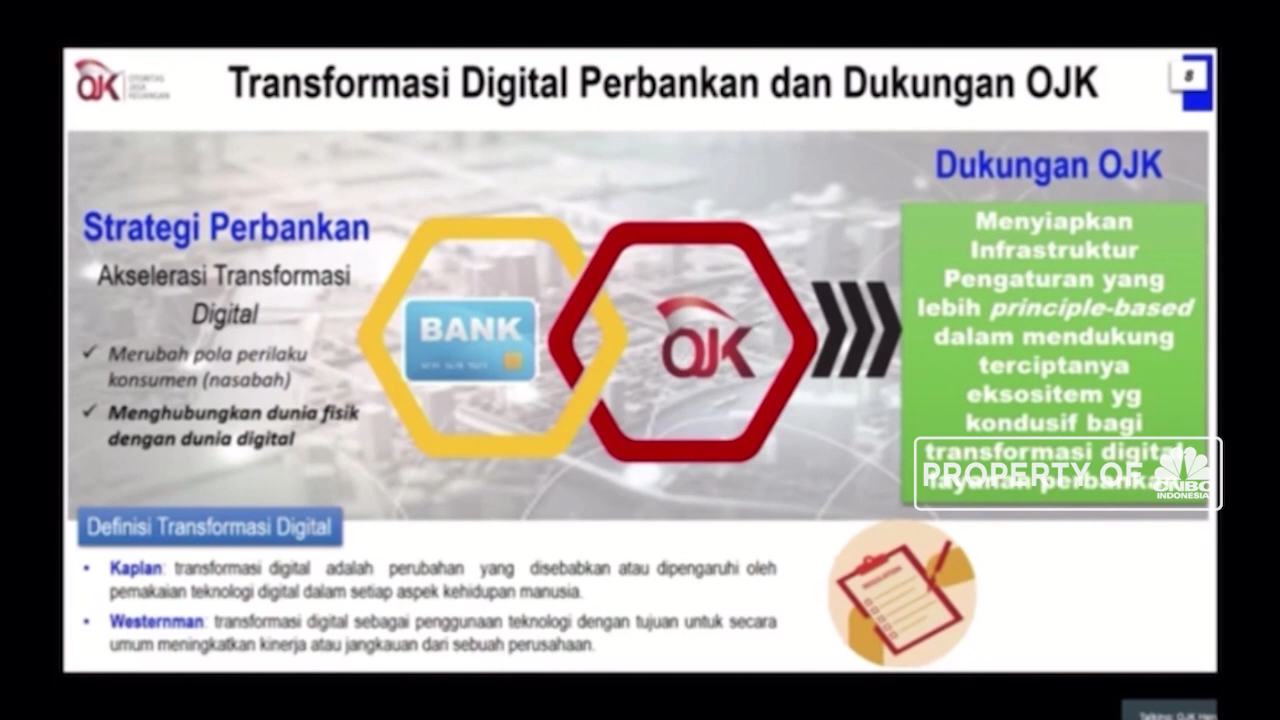 OJK OTORITAS JASA KEUANGAN
Transformasi Digital Perbankan dan Dukungan OJK
8
Strategi Perbankan
Akselerasi Transformasi
Digital
✓ Merubah pola perilaku
konsumen (nasabah)
✓ Menghubungkan dunia fisik
dengan dunia digital
BANK
OJK
Dukungan OJK
Menyiapkan
Infrastruktur
Pengaturan yang
lebih principle-based
dalam mendukung
terciptanya
eksositem yg
kondusif bagi
transformasi digital
layanan perbankan
PROPERTY OF CNBC INDONESIA
Definisi Transformasi Digital
• Kaplan: transformasi digital adalah perubahan yang disebabkan atau dipengaruhi oleh
pemakaian teknologi digital dalam setiap aspek kehidupan manusia.
• Westernman: transformasi digital sebagai penggunaan teknologi dengan tujuan untuk secara
umum meningkatkan kinerja atau jangkauan dari sebuah perusahaan.
Talking: OJK